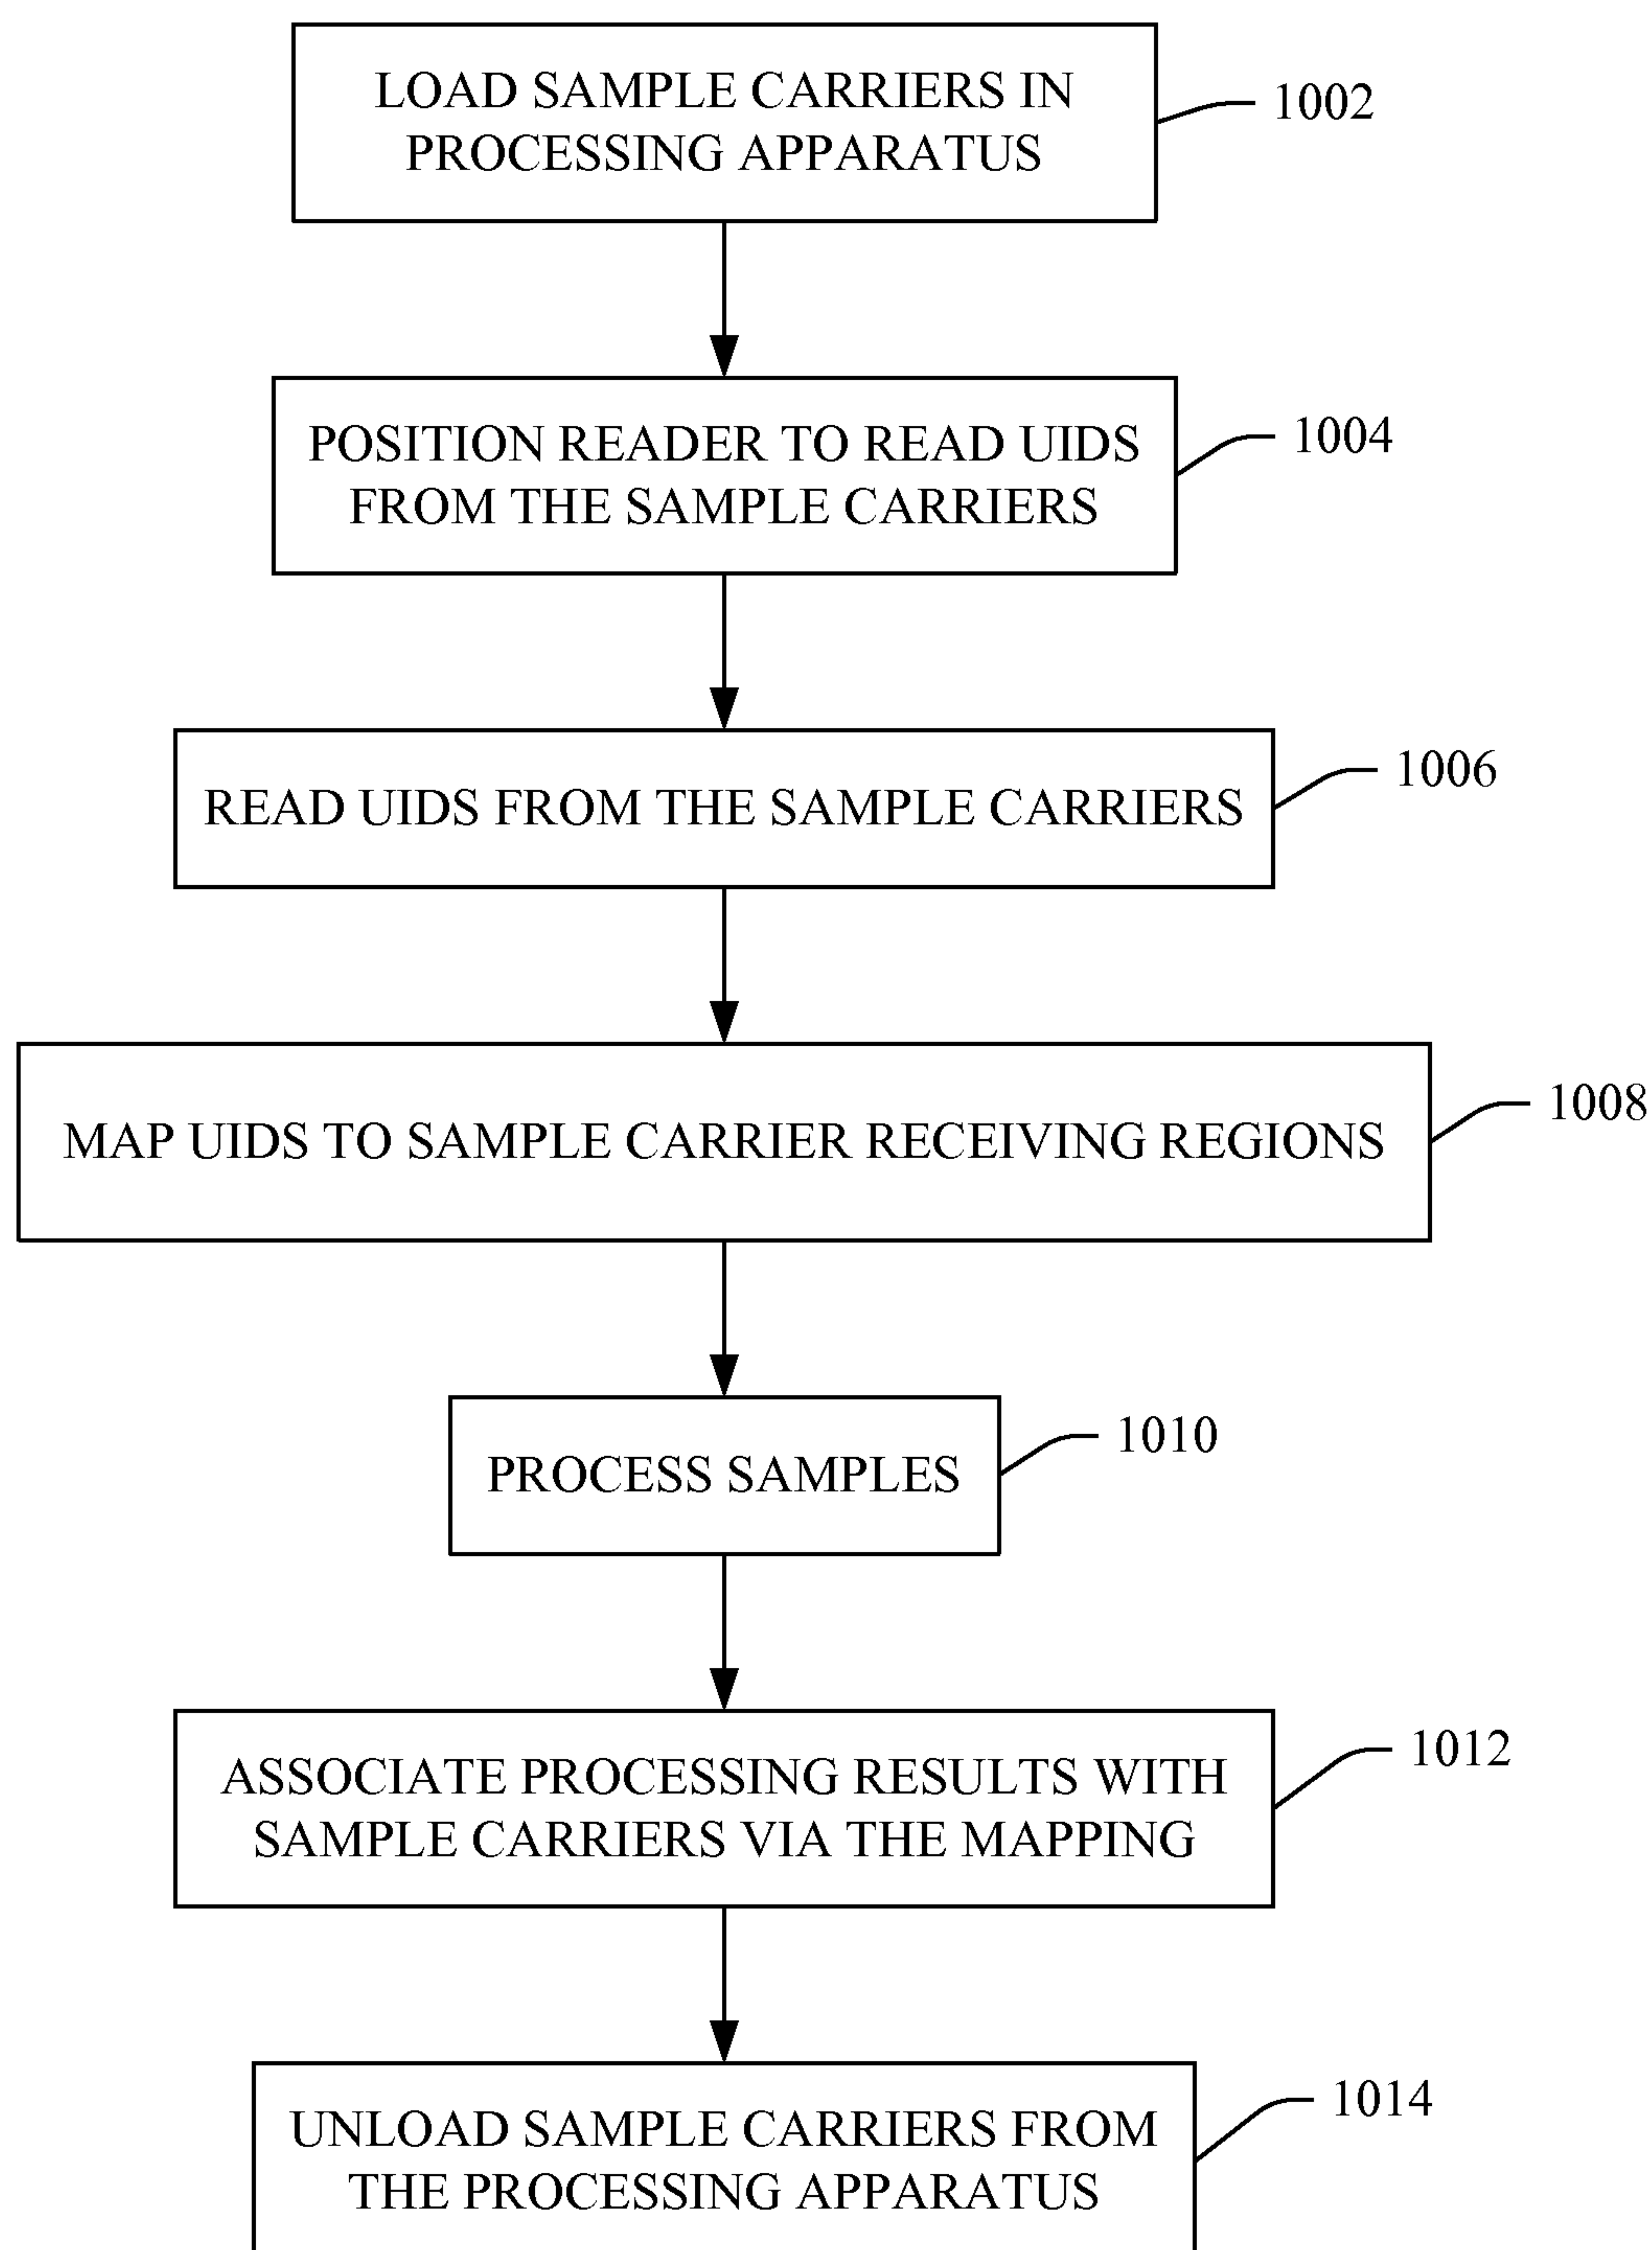 LOAD SAMPLE CARRIERS IN
PROCESSING APPARATUS
1002
POSITION READER TO READ UIDS
FROM THE SAMPLE CARRIERS
1004
READ UIDS FROM THE SAMPLE CARRIERS
1006
MAP UIDS TO SAMPLE CARRIER RECEIVING REGIONS
1008
PROCESS SAMPLES
1010
ASSOCIATE PROCESSING RESULTS WITH
SAMPLE CARRIERS VIA THE MAPPING
1012
UNLOAD SAMPLE CARRIERS FROM
THE PROCESSING APPARATUS
1014